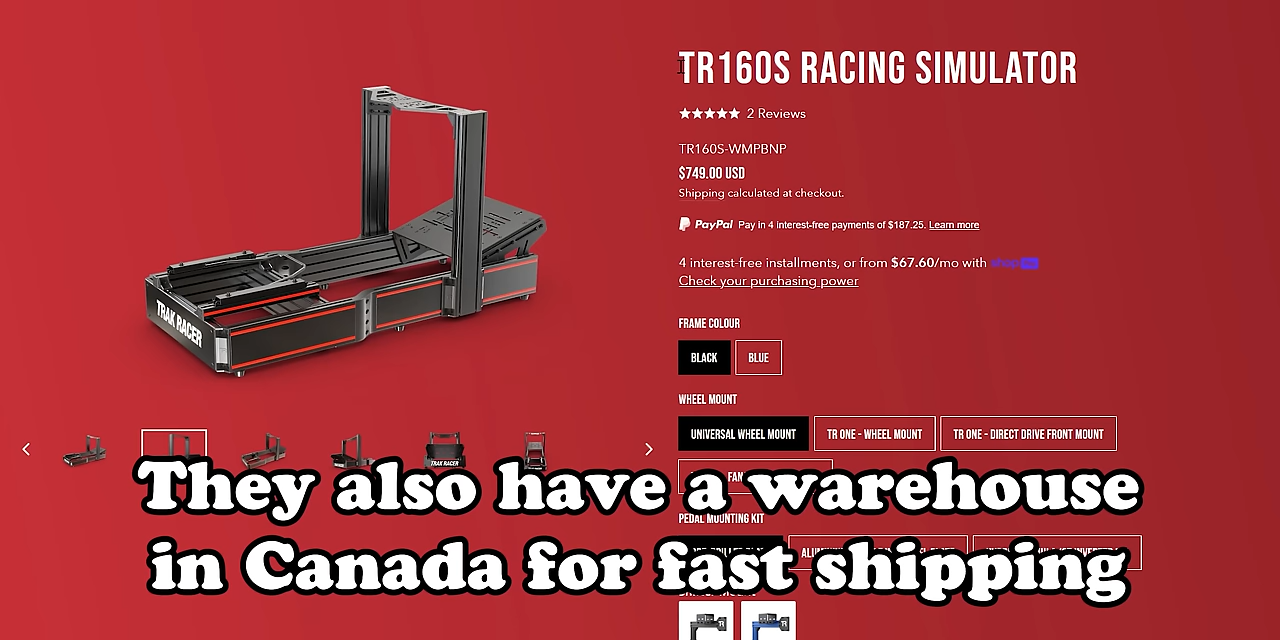 TR160S RACING SIMULATOR
2 Reviews
TR160S-WMPBNP
$749.00 USD
Shipping calculated at checkout.
PayPal Pay in 4 interest-free payments of $187.25. Learn more
4 interest-free installments, or from $67.60/mo with shop
Check your purchasing power
FRAME COLOUR
BLACK BLUE
WHEEL MOUNT
UNIVERSAL WHEEL MOUNT TR ONE - WHEEL MOUNT TR ONE - DIRECT DRIVE FRONT MOUNT
PEDAL MOUNTING KIT
TRAK RACER
TRAK RACER
They also have a warehouse
in Canada for fast shipping